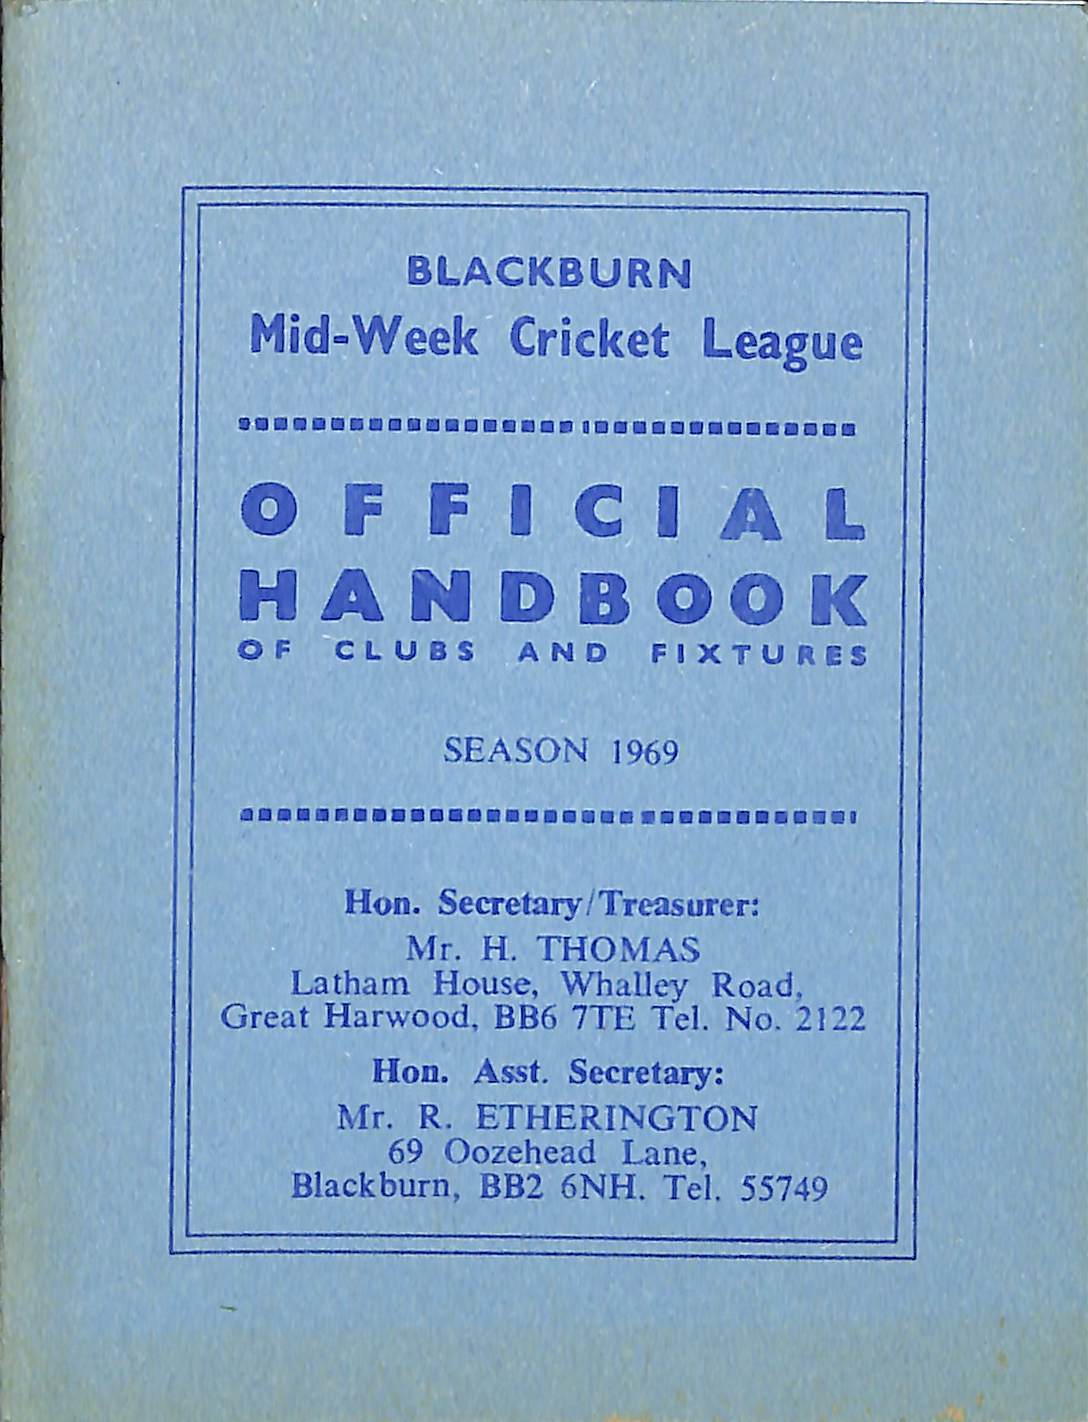 BLACKBURN
Mid-Week Cricket League
OFFICIAL
HANDBOOK
OF CLUBS AND FIXTURES
SEASON 1969
Hon. Secretary/Treasurer:
Mr. H. THOMAS
Latham House, Whalley Road,
Great Harwood, BB6 7TE Tel. No. 2122
Hon. Asst. Secretary:
Mr. R. ETHERINGTON
69 Oozehead Lane,
Blackburn, BB2 6NH. Tel. 55749